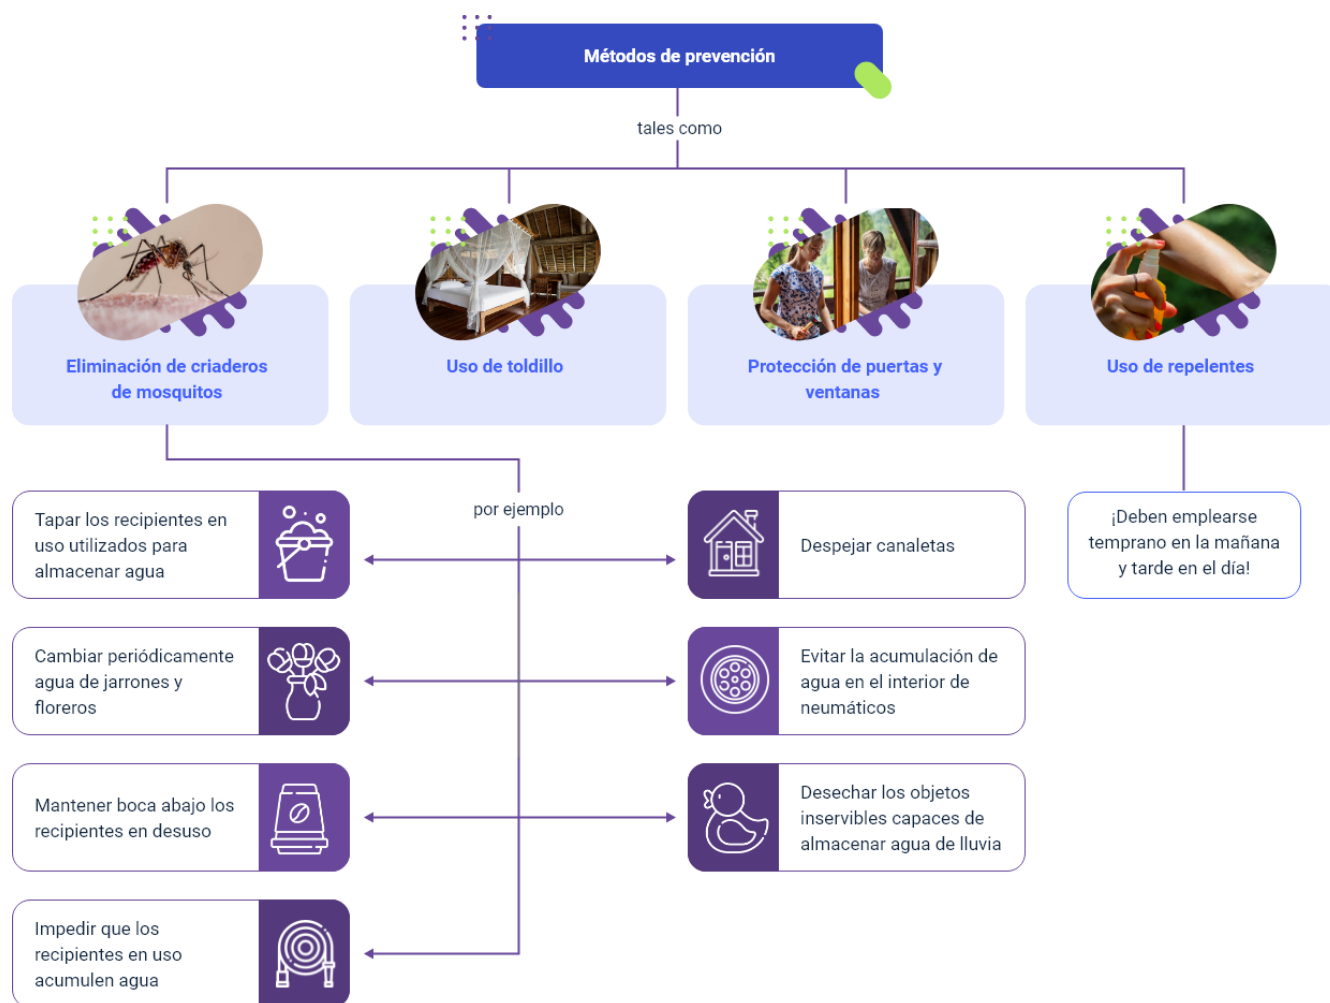 Métodos de prevención
tales como
Eliminación de criaderos
de mosquitos
Uso de toldillo
Protección de puertas y
ventanas
Uso de repelentes
por ejemplo
Tapar los recipientes en
uso utilizados para
almacenar agua
Despejar canaletas
¡Deben emplearse
temprano en la mañana
y tarde en el día!
Cambiar periódicamente
agua de jarrones y
floreros
Evitar la acumulación de
agua en el interior de
neumáticos
Mantener boca abajo los
recipientes en desuso
Desechar los objetos
inservibles capaces de
almacenar agua de lluvia
Impedir que los
recipientes en uso
acumulen agua